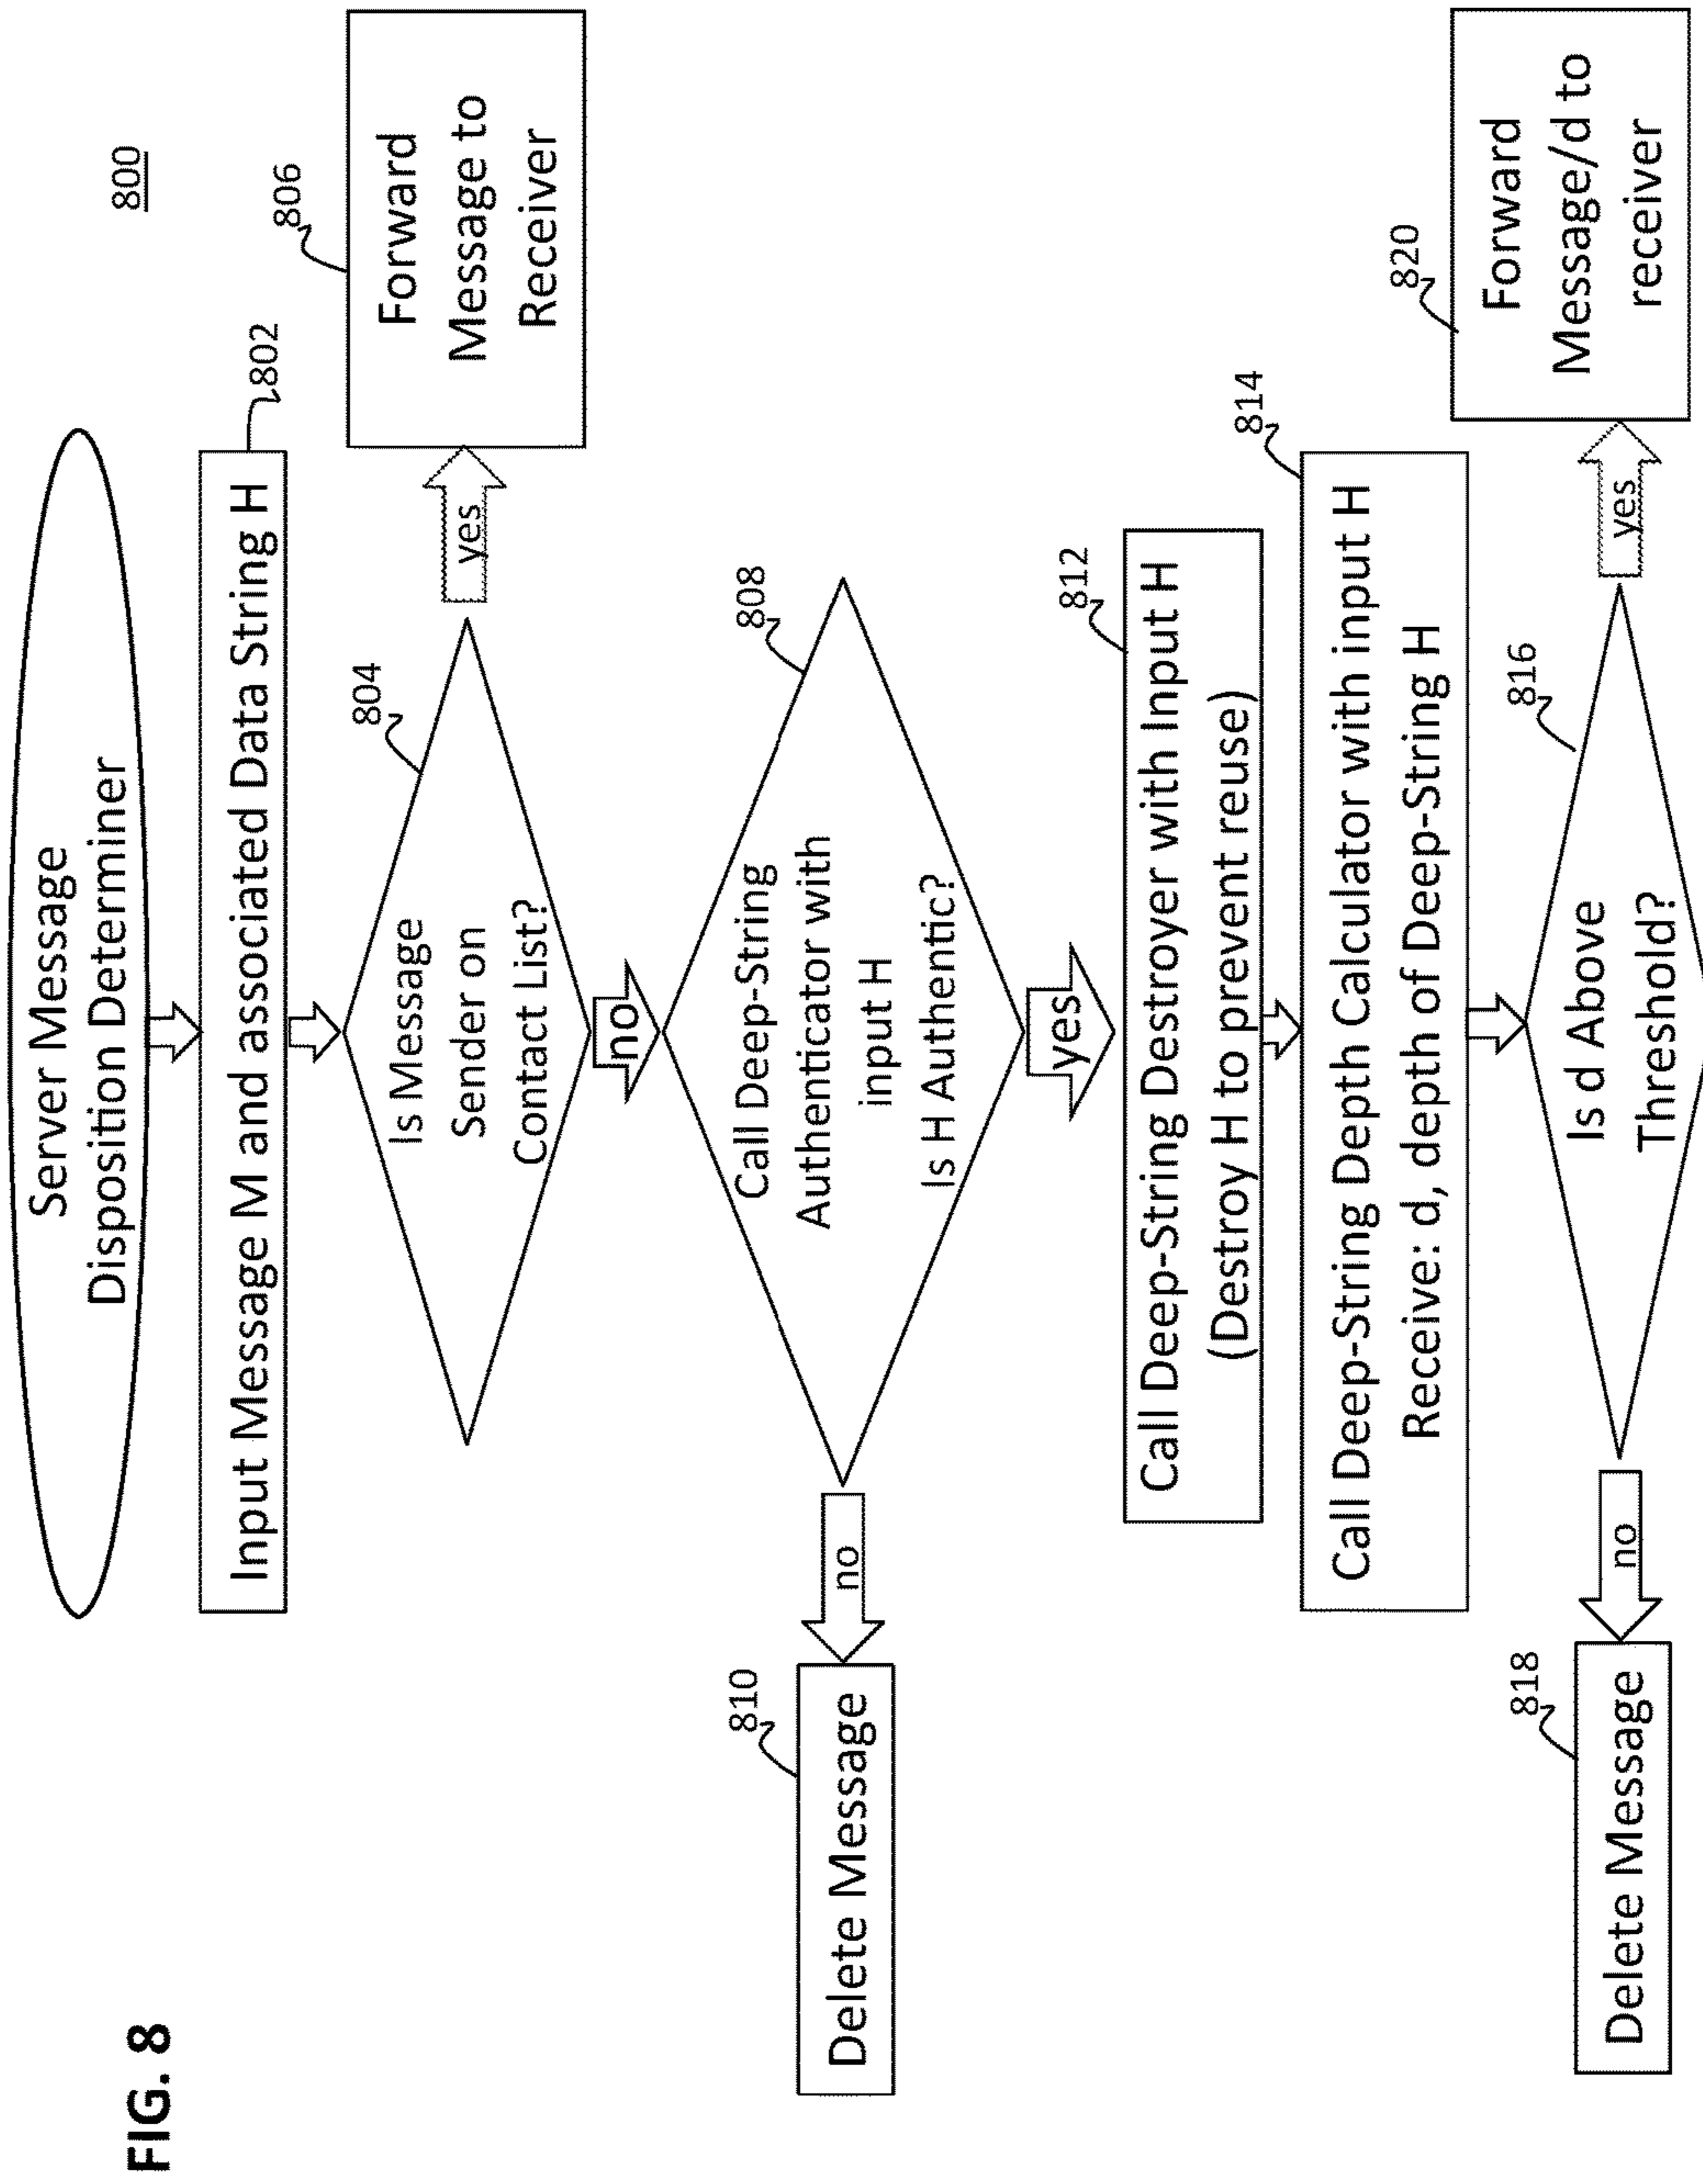 FIG. 8
800
Server Message
Disposition Determiner
Input Message M and associated Data String H
802
Is Message
Sender on
Contact List?
804
yes
Forward
Message to
Receiver
806
no
Call Deep-String
Authenticator with
input H
Is H Authentic?
808
no
Delete Message
810
yes
Call Deep-String Destroyer with Input H
(Destroy H to prevent reuse)
812
Call Deep-String Depth Calculator with input H
Receive: d, depth of Deep-String H
814
Is d Above
Threshold?
816
no
Delete Message
818
yes
Forward
Message/d to
receiver
820